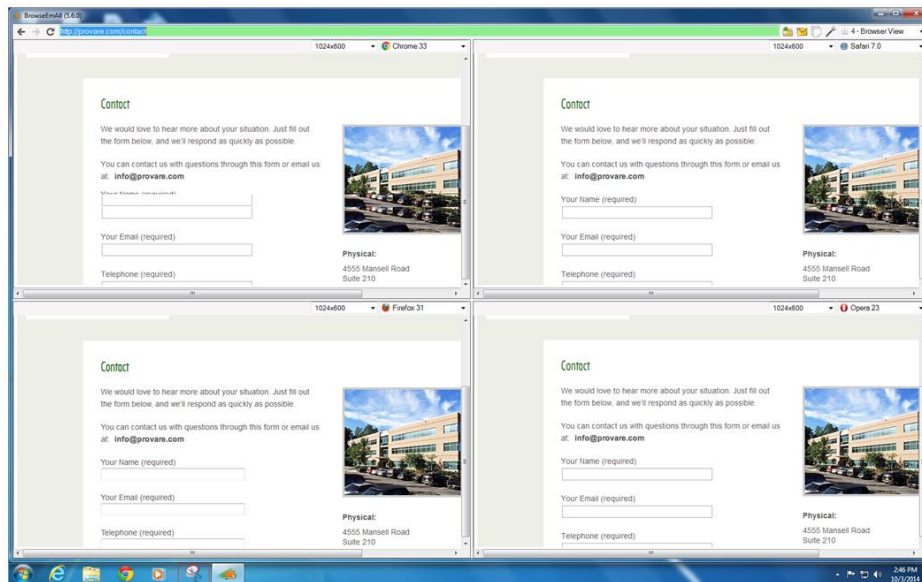 BrowseEmAll (5.6.0)
http://provare.com/contact
4 - Browser View
1024x600
Chrome 33
Contact
We would love to hear more about your situation. Just fill out
the form below, and we'll respond as quickly as possible.
You can contact us with questions through this form or email us
at: info@provare.com
Your Name (required)
Your Email (required)
Telephone (required)
Physical:
4555 Mansell Road
Suite 210
1024x600
Safari 7.0
Contact
We would love to hear more about your situation. Just fill out
the form below, and we'll respond as quickly as possible.
You can contact us with questions through this form or email us
at: info@provare.com
Your Name (required)
Your Email (required)
Telephone (required)
Physical:
4555 Mansell Road
Suite 210
1024x600
Firefox 31
Contact
We would love to hear more about your situation. Just fill out
the form below, and we'll respond as quickly as possible.
You can contact us with questions through this form or email us
at: info@provare.com
Your Name (required)
Your Email (required)
Telephone (required)
Physical:
4555 Mansell Road
Suite 210
1024x600
Opera 23
Contact
We would love to hear more about your situation. Just fill out
the form below, and we'll respond as quickly as possible.
You can contact us with questions through this form or email us
at: info@provare.com
Your Name (required)
Your Email (required)
Telephone (required)
Physical:
4555 Mansell Road
Suite 210
2:46 PM